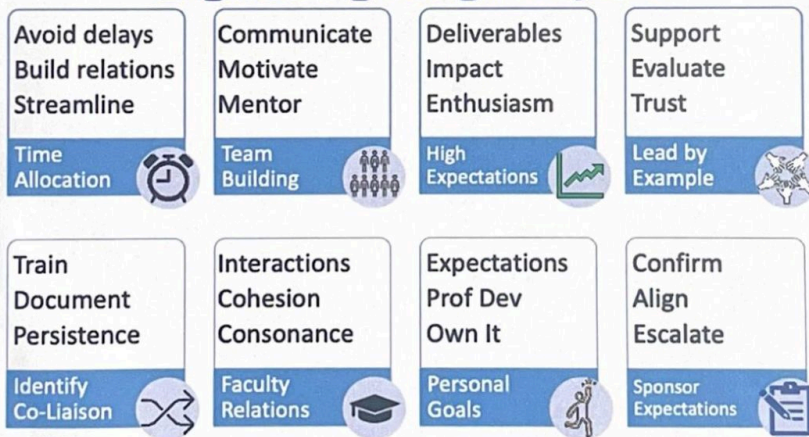 Avoid delays
Build relations
Streamline
Time
Allocation
Communicate
Motivate
Mentor
Team
Building
Deliverables
Impact
Enthusiasm
High
Expectations
Support
Evaluate
Trust
Lead by
Example
Train
Document
Persistence
Identify
Co-Liaison
Interactions
Cohesion
Consonance
Faculty
Relations
Expectations
Prof Dev
Own It
Personal
Goals
Confirm
Align
Escalate
Sponsor
Expectations